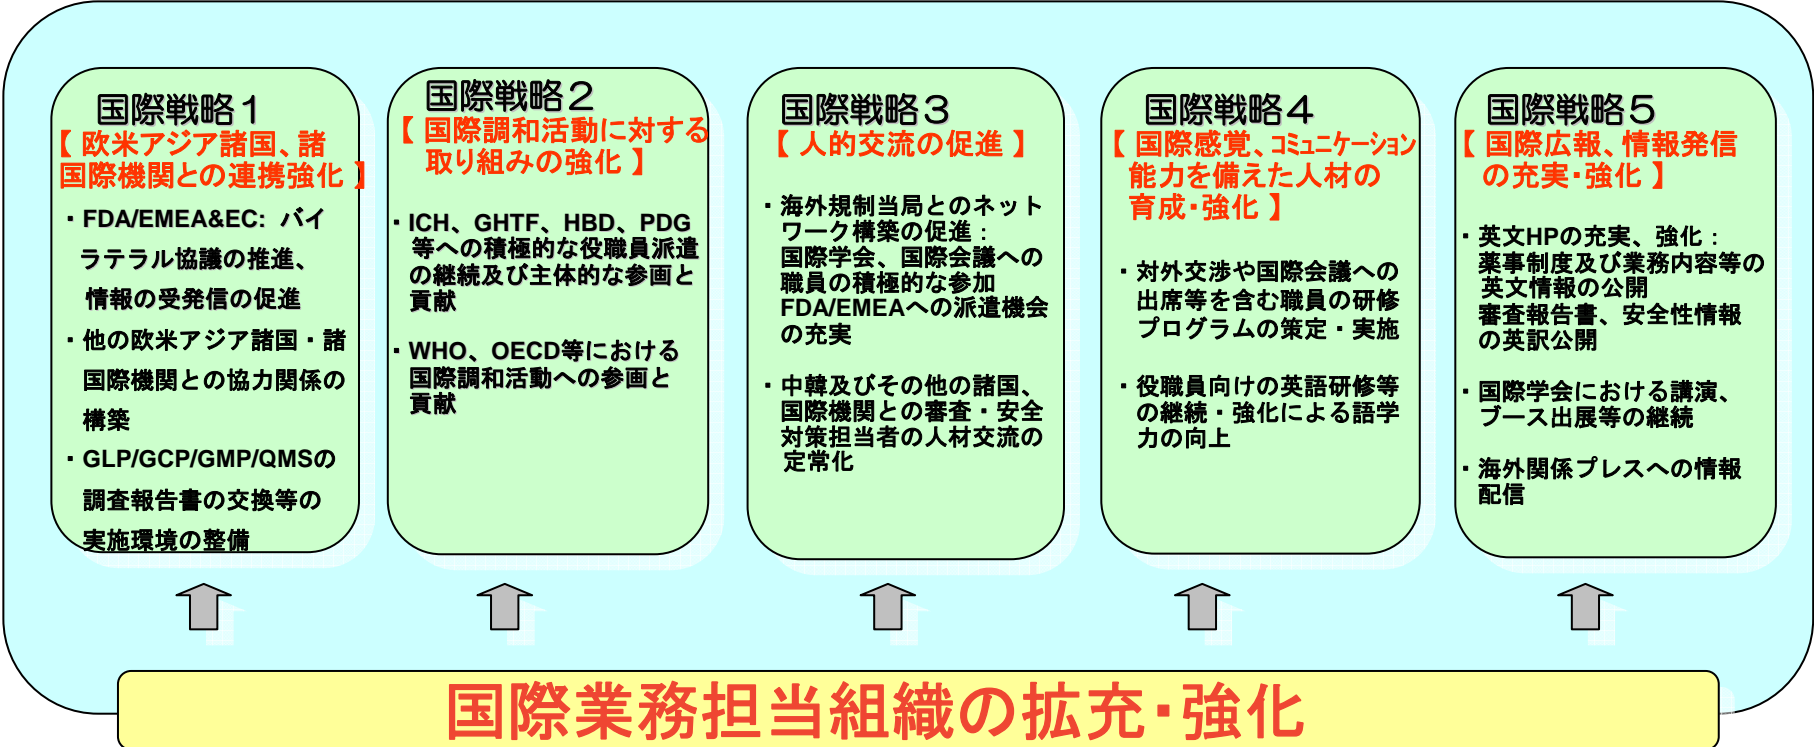 国際戦略１
【 欧米アジア諸国、諸
国際機関との連携強化 】
・FDA/EMEA&EC: バイ
ラテラル協議の推進、
情報の受発信の促進
・他の欧米アジア諸国・諸
国際機関との協力関係の
構築
・GLP/GCP/GMP/QMSの
調査報告書の交換等の
実施環境の整備
国際戦略２
【 国際調和活動に対する
取り組みの強化 】
・ICH、GHTF、HBD、PDG
等への積極的な役職員派遣
の継続及び主体的な参画と
貢献
・WHO、OECD等における
国際調和活動への参画と
貢献
国際戦略３
【 人的交流の促進 】
・海外規制当局とのネット
ワーク構築の促進：
国際学会、国際会議への
職員の積極的な参加
FDA/EMEAへの派遣機会
の充実
・中韓及びその他の諸国、
国際機関との審査・安全
対策担当者の人材交流の
定常化
国際戦略４
【 国際感覚、コミュニケーション
能力を備えた人材の
育成・強化 】
・対外交渉や国際会議への
出席等を含む職員の研修
プログラムの策定・実施
・役職員向けの英語研修等
の継続・強化による語学
力の向上
国際戦略５
【 国際広報、情報発信
の充実・強化 】
・英文HPの充実、強化：
薬事制度及び業務内容等の
英文情報の公開
審査報告書、安全性情報
の英訳公開
・国際学会における講演、
ブース出展等の継続
・海外関係プレスへの情報
配信
国際業務担当組織の拡充・強化